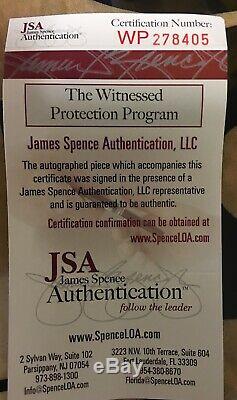 Certification Number:
JSA James Spence Authentication™
WP 278405
The Witnessed
Protection Program
James Spence Authentication, LLC
The autographed piece which accompanies this
certificate was signed in the presence of a
James Spence Authentication, LLC representative
and is guaranteed to be authentic.
Certification confirmation can be obtained at
www.SpenceLOA.com
JSA
James Spence
Authentication™
follow the leader
www.SpenceLOA.com
2 Sylvan Way, Suite 102
Parsippany, NJ 07054
973-898-1300
Info@SpenceLOA.com
3223 N.W. 10th Terrace, Suite 604
Fort Lauderdale, FL 33309
954-380-8670
Florida@SpenceLOA.com